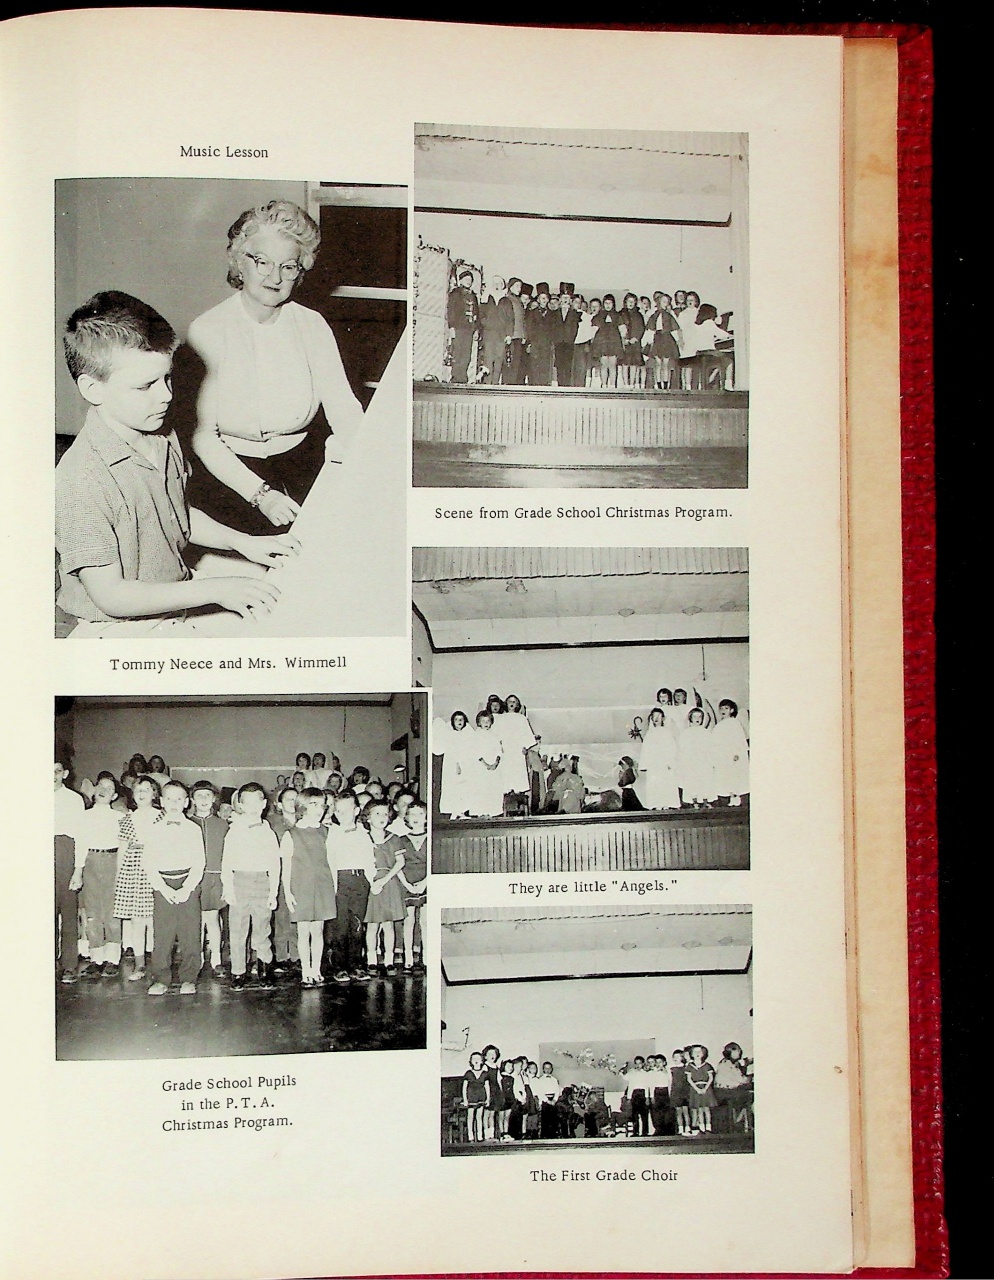 Music Lesson
Tommy Neece and Mrs. Wimmell
Grade School Pupils
in the P.T.A.
Christmas Program.
Scene from Grade School Christmas Program.
They are little "Angels."
The First Grade Choir